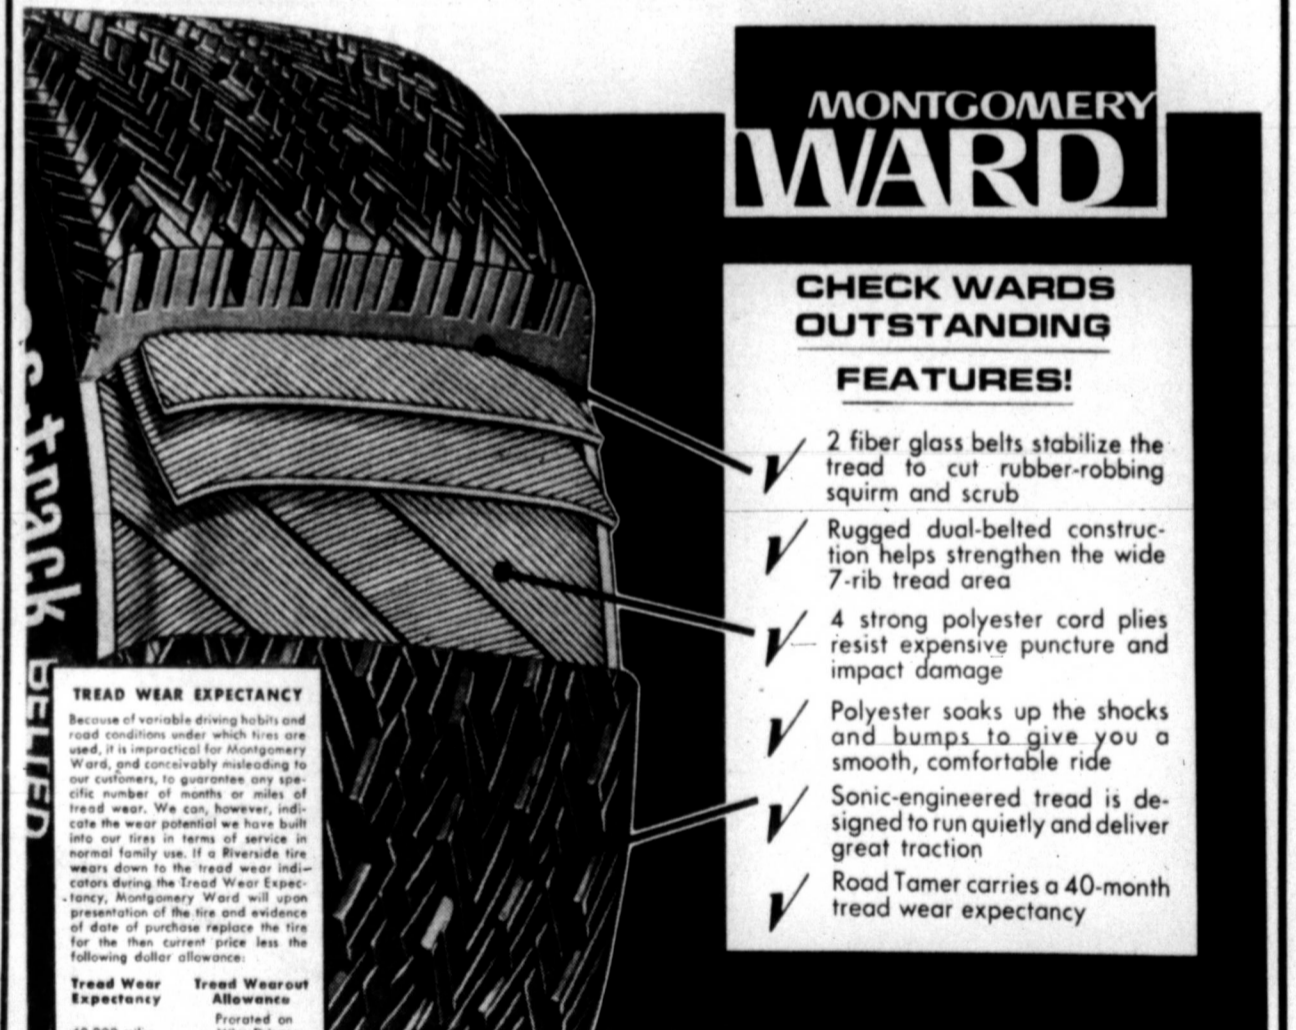 MONTGOMERY
WARD
CHECK WARDS
OUTSTANDING
FEATURES!
2 fiber glass belts stabilize the
tread to cut rubber-robbing
squirm and scrub
Rugged dual-belted construc-
tion helps strengthen the wide
7-rib tread area
4 strong polyester cord plies
resist expensive puncture and
impact damage
Polyester soaks up the shocks
and bumps to give you a
smooth, comfortable ride
Sonic-engineered tread is de-
signed to run quietly and deliver
great traction
Road Tamer carries a 40-month
tread wear expectancy
track BELTED
TREAD WEAR EXPECTANCY
Because of variable driving habits and
road conditions under which tires are
used, it is impractical for Montgomery
Ward, and conceivably misleading to
our customers, to guarantee any spe-
cific number of months or miles of
tread wear. We can, however, indi-
cate the wear potential we have built
into our tires in terms of service in
normal family use. If a Riverside tire
wears down to the tread wear indi-
cators during the Tread Wear Expec-
tancy, Montgomery Ward will upon
presentation of the tire and evidence
of date of purchase replace the tire
for the then current price less the
following dollar allowance:
Tread Wear
Expectancy
Tread Wearout
Allowance
Prorated on